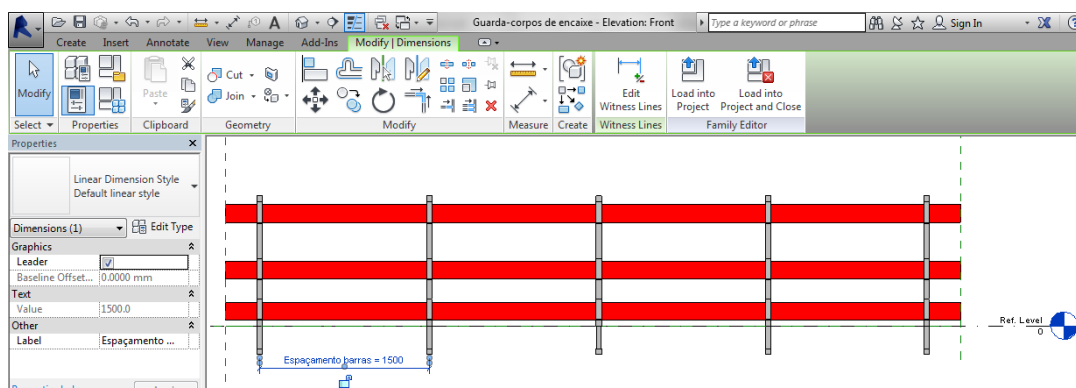 Guarda-corpos de encaixe - Elevation: Front
Type a keyword or phrase
Sign In
Create Insert Annotate View Manage Add-Ins Modify | Dimensions
Modify
Paste
Cut
Join
Edit
Witness Lines
Load into
Project
Load into
Project and Close
Select Properties Clipboard Geometry Modify Measure Create Witness Lines Family Editor
Properties
Linear Dimension Style
Default linear style
Dimensions (1) Edit Type
Graphics
Leader
Baseline Offset... 0.0000 mm
Text
Value 1500.0
Other
Label Espaçamento ...
Espaçamento barras = 1500
Ref. Level
0